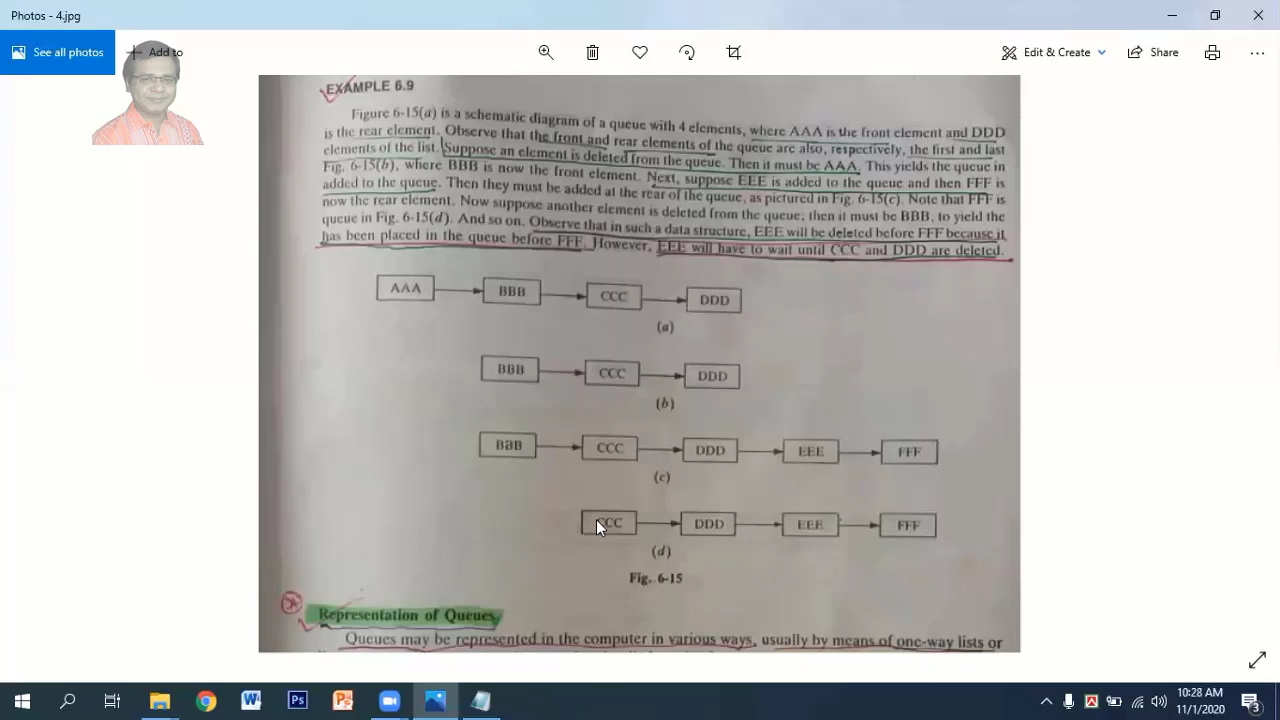 Photos - 4.jpg
See all photos
Add to
Edit & Create
Share
EXAMPLE 6.9
Figure 6-15(a) is a schematic diagram of a queue with 4 elements, where AAA is the front element and DDD
is the rear element. Observe that the front and rear elements of the queue are also, respectively, the first and last
elements of the list. Suppose an element is deleted from the queue. Then it must be AAA. This yields the queue in
Fig. 6-15(b), where BBB is now the front element. Next, suppose EEE is added to the queue and then FFF is
added to the queue. Then they must be added at the rear of the queue, as pictured in Fig. 6-15(c). Note that FFF is
now the rear element. Now suppose another element is deleted from the queue; then it must be BBB, to yield the
queue in Fig. 6-15(d). And so on. Observe that in such a data structure, EEE will be deleted before FFF because it
has been placed in the queue before FFF. However, EEE will have to wait until CCC and DDD are deleted.
AAA BBB CCC DDD
(a)
BBB CCC DDD
(b)
BBB CCC DDD EEE FFF
(c)
CCC DDD EEE FFF
(d)
Fig. 6-15
Representation of Queues
Queues may be represented in the computer in various ways, usually by means of one-way lists or
W
Ps
P
10:28 AM
11/1/2020
3